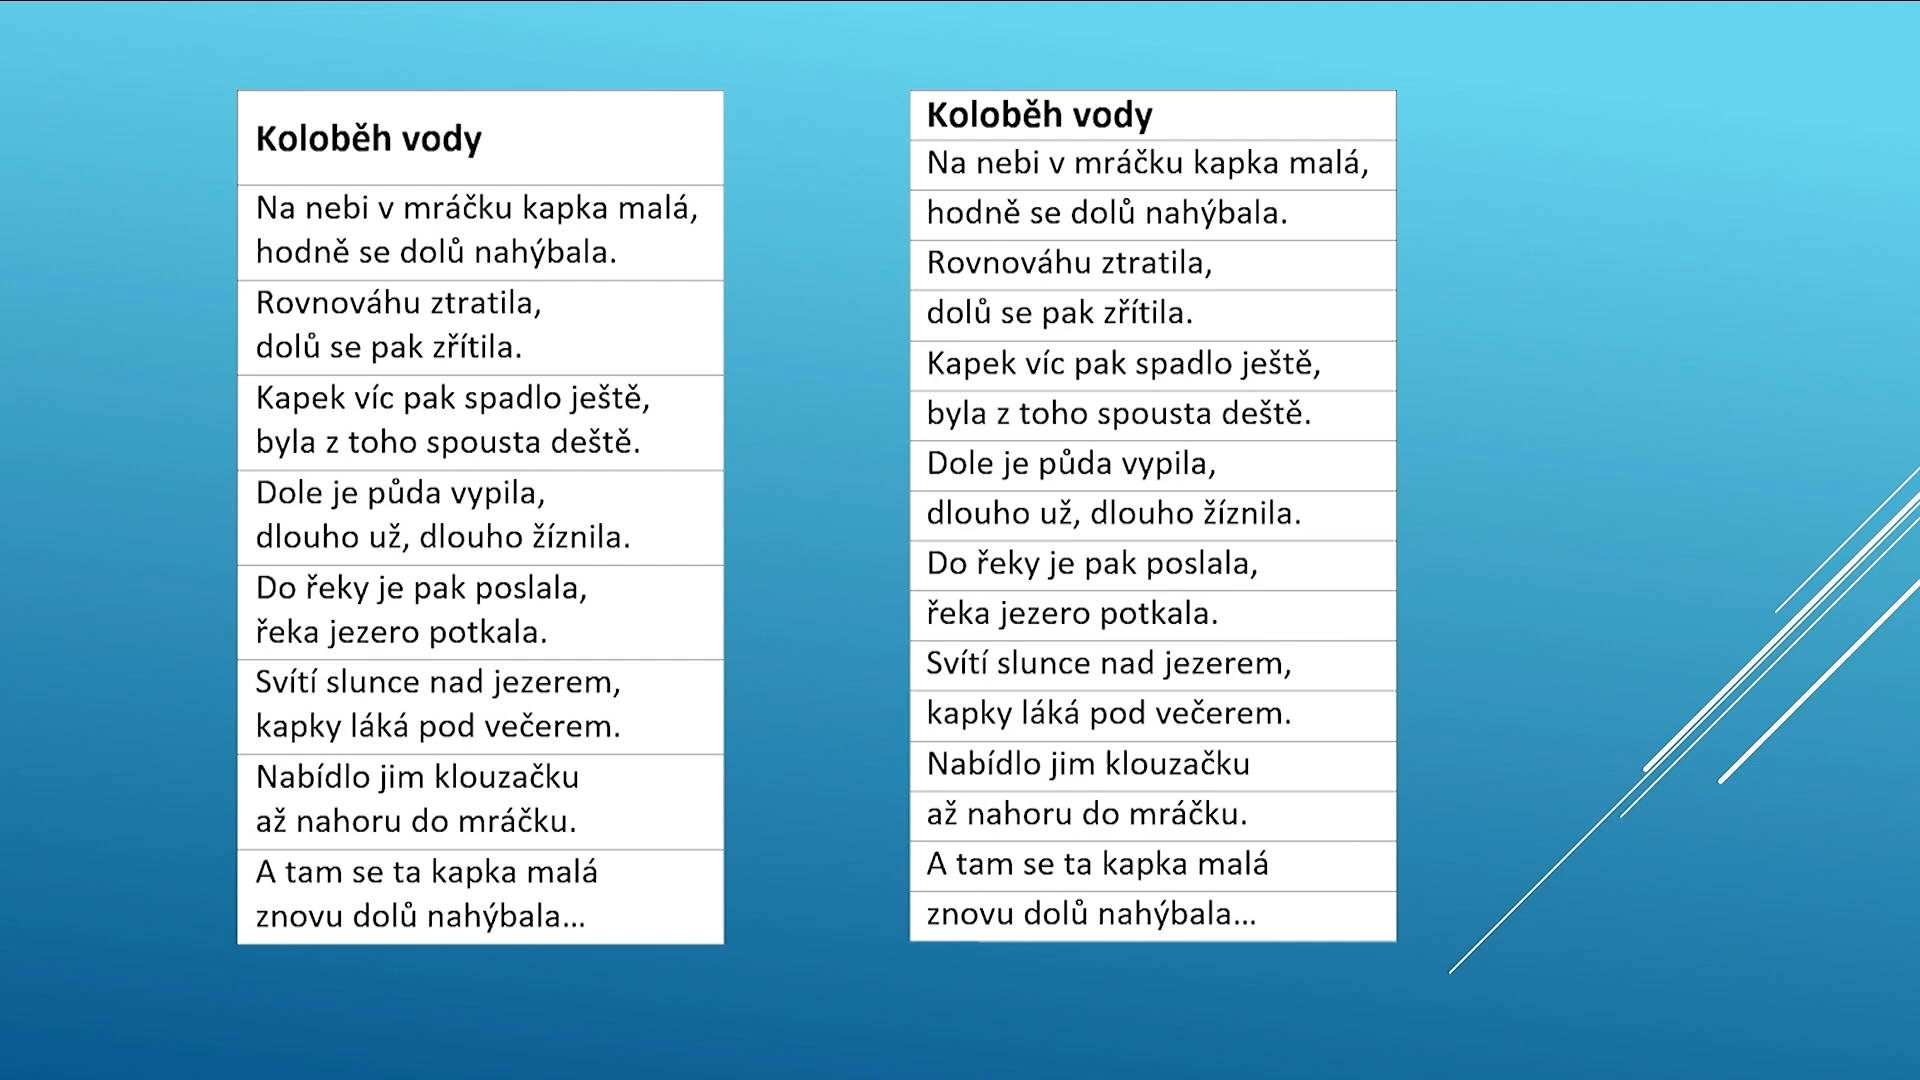 Koloběh vody
Na nebi v mráčku kapka malá,
hodně se dolů nahýbala.
Rovnováhu ztratila,
dolů se pak zřítila.
Kapek víc pak spadlo ještě,
byla z toho spousta deště.
Dole je půda vypila,
dlouho už, dlouho žíznila.
Do řeky je pak poslala,
řeka jezero potkala.
Svítí slunce nad jezerem,
kapky láká pod večerem.
Nabídlo jim klouzačku
až nahoru do mráčku.
A tam se ta kapka malá
znovu dolů nahýbala...
Koloběh vody
Na nebi v mráčku kapka malá,
hodně se dolů nahýbala.
Rovnováhu ztratila,
dolů se pak zřítila.
Kapek víc pak spadlo ještě,
byla z toho spousta deště.
Dole je půda vypila,
dlouho už, dlouho žíznila.
Do řeky je pak poslala,
řeka jezero potkala.
Svítí slunce nad jezerem,
kapky láká pod večerem.
Nabídlo jim klouzačku
až nahoru do mráčku.
A tam se ta kapka malá
znovu dolů nahýbala...